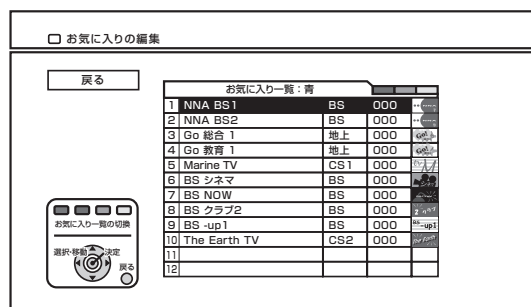 お気に入りの編集
戻る
お気に入り一覧：青
1 NNA BS1 BS 000
2 NNA BS2 BS 000
3 Go 総合 1 地上 000 Go!
4 Go 教育 1 地上 000 Go!
5 Marine TV CS1 000
6 BS シネマ BS 000
7 BS NOW BS 000
8 BS クラブ2 BS 000
9 BS -up1 BS 000 BS -up1
10 The Earth TV CS2 000
11
12
お気に入り一覧の切換
選択・移動 決定
戻る